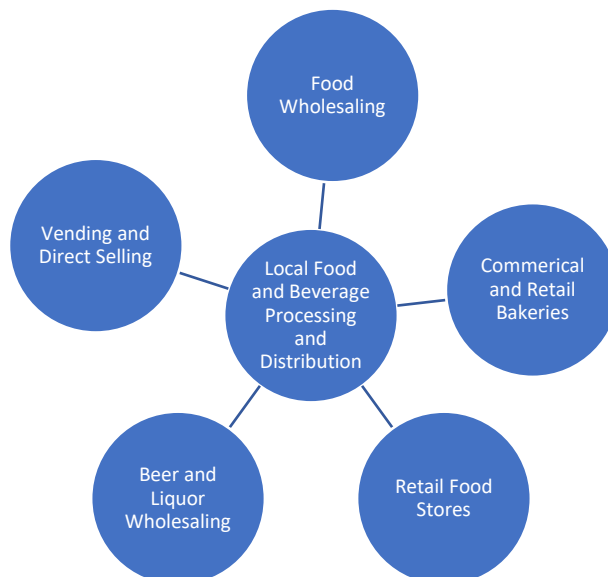 Food
Wholesaling
Vending and
Direct Selling
Local Food
and Beverage
Processing
and
Distribution
Commerical
and Retail
Bakeries
Beer and
Liquor
Wholesaling
Retail Food
Stores